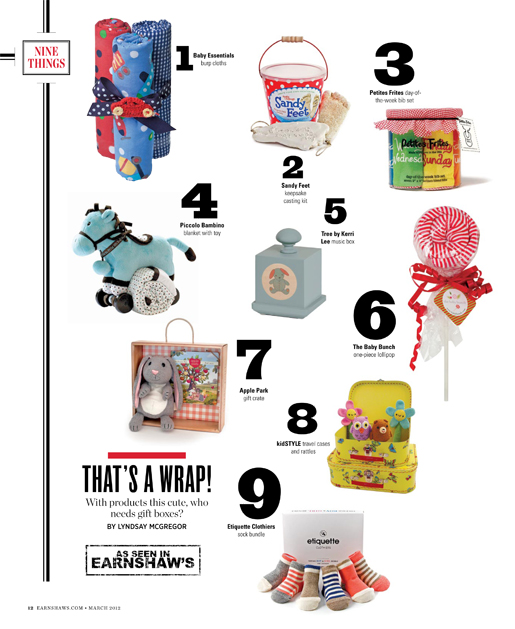 NINE
THINGS
1
Baby Essentials
burp cloths
Sandy
Feet
2
Sandy Feet
keepsake
casting kit
3
Petites Frites day-of-
the-week bib set
Petites Frites
Sunday
4
Piccolo Bambino
blanket with toy
5
Tree by Kerri
Lee music box
6
The Baby Bunch
one-piece lollipop
7
Apple Park
gift crate
8
kidSTYLE travel cases
and rattles
9
Etiquette Clothiers
sock bundle
etiquette
THAT'S A WRAP!
With products this cute, who
needs gift boxes?
BY LYNDSAY MCGREGOR
AS SEEN IN
EARNSHAW'S
12 EARNSHAWS.COM • MARCH 2012